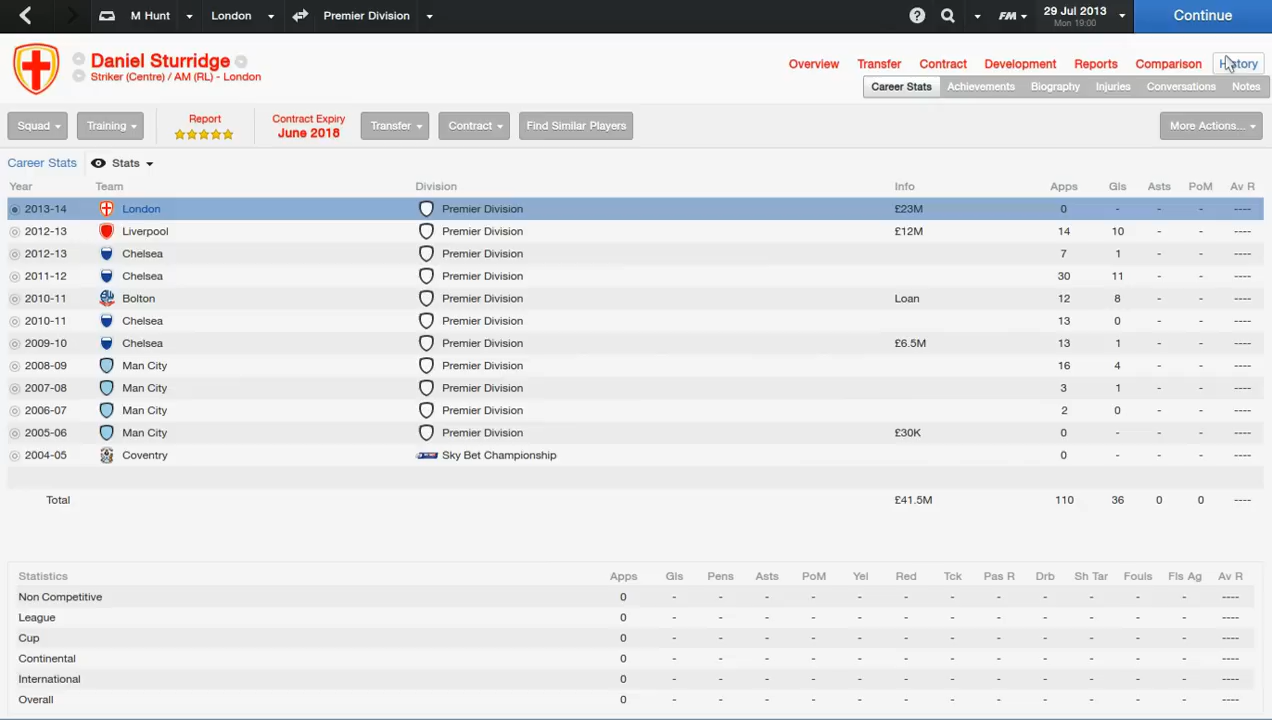 M Hunt London Premier Division FM 29 Jul 2013 Mon 19:00 Continue
Daniel Sturridge
Striker (Centre) / AM (RL) - London
Overview Transfer Contract Development Reports Comparison History
Career Stats Achievements Biography Injuries Conversations Notes
Squad Training Report Contract Expiry June 2018 Transfer Contract Find Similar Players More Actions...
Career Stats Stats
Year Team Division Info Apps Gls Asts PoM Av R
2013-14 London Premier Division £23M 0 - - - ----
2012-13 Liverpool Premier Division £12M 14 10 - - ----
2012-13 Chelsea Premier Division 7 1 - - ----
2011-12 Chelsea Premier Division 30 11 - - ----
2010-11 Bolton Premier Division Loan 12 8 - - ----
2010-11 Chelsea Premier Division 13 0 - - ----
2009-10 Chelsea Premier Division £6.5M 13 1 - - ----
2008-09 Man City Premier Division 16 4 - - ----
2007-08 Man City Premier Division 3 1 - - ----
2006-07 Man City Premier Division 2 0 - - ----
2005-06 Man City Premier Division £30K 0 - - - ----
2004-05 Coventry Sky Bet Championship 0 - - - ----
Total £41.5M 110 36 0 0 ----
Statistics Apps Gls Pens Asts PoM Yel Red Tck Pas R Drb Sh Tar Fouls Fls Ag Av R
Non Competitive 0 - - - - - - - - - - - - ----
League 0 - - - - - - - - - - - - ----
Cup 0 - - - - - - - - - - - - ----
Continental 0 - - - - - - - - - - - - ----
International 0 - - - - - - - - - - - - ----
Overall 0 - - - - - - - - - - - - ----